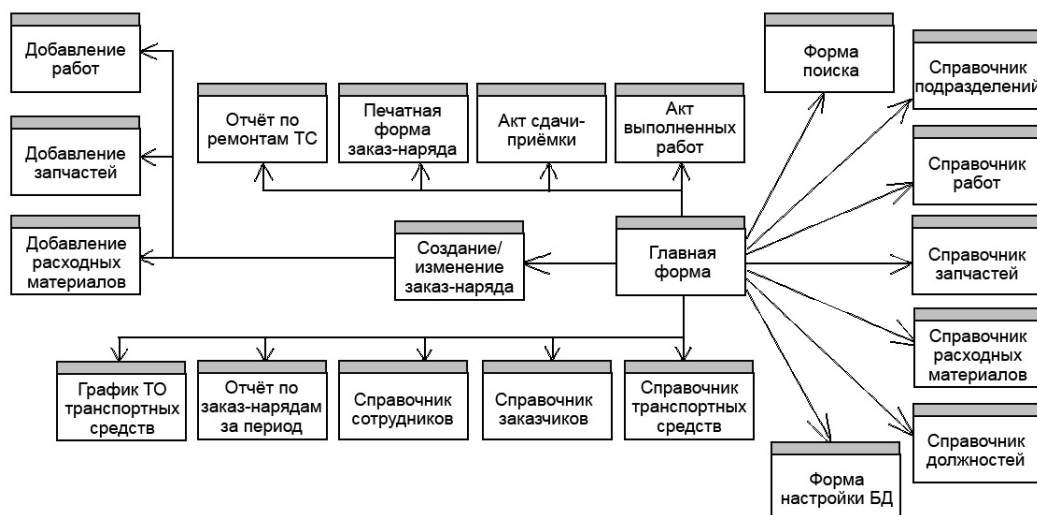 Добавление
работ
Добавление
запчастей
Добавление
расходных
материалов
Отчёт по
ремонтам ТС
Печатная
форма
заказ-наряда
Акт сдачи-
приёмки
Акт
выполненных
работ
Создание/
изменение
заказ-наряда
Главная
форма
Форма
поиска
Справочник
подразделений
Справочник
работ
Справочник
запчастей
Справочник
расходных
материалов
Справочник
должностей
Форма
настройки БД
График ТО
транспортных
средств
Отчёт по
заказ-нарядам
за период
Справочник
сотрудников
Справочник
заказчиков
Справочник
транспортных
средств